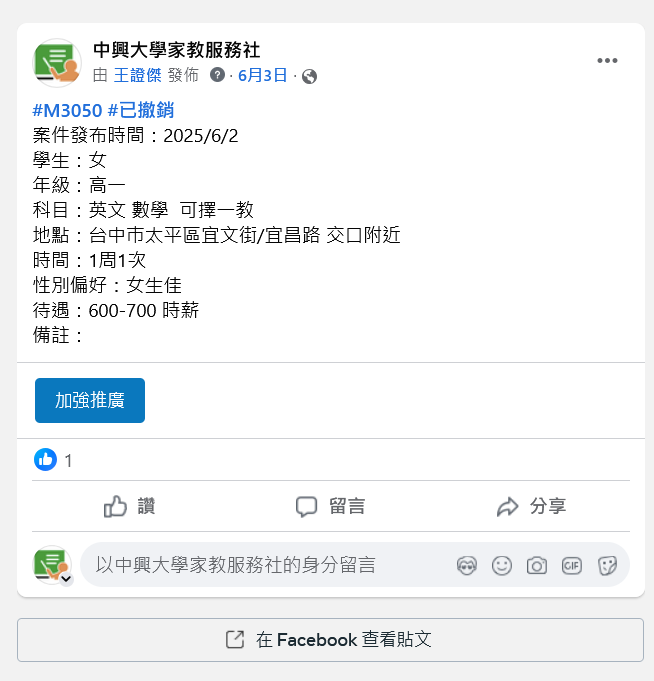 中興大學家教服務社
由 王證傑 發佈 · 6月3日 ·
#M3050 #已撤銷
案件發布時間：2025/6/2
學生：女
年級：高一
科目：英文 數學  可擇一教
地點：台中市太平區宜文街/宜昌路 交口附近
時間：1周1次
性別偏好：女生佳
待遇：600-700 時薪
備註：
加強推廣
1
讚 留言 分享
以中興大學家教服務社的身分留言 GIF
在 Facebook 查看貼文